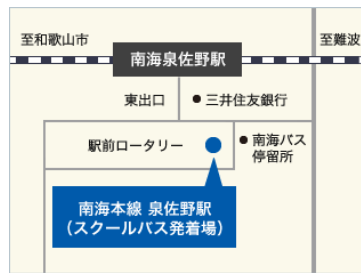 至和歌山市
至難波
南海泉佐野駅
東出口
三井住友銀行
駅前ロータリー
南海バス
停留所
南海本線 泉佐野駅
（スクールバス発着場）